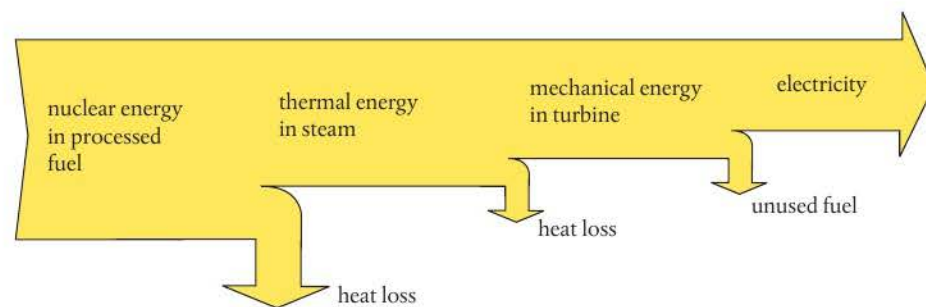 nuclear energy
in processed
fuel
thermal energy
in steam
mechanical energy
in turbine
electricity
heat loss
heat loss
unused fuel